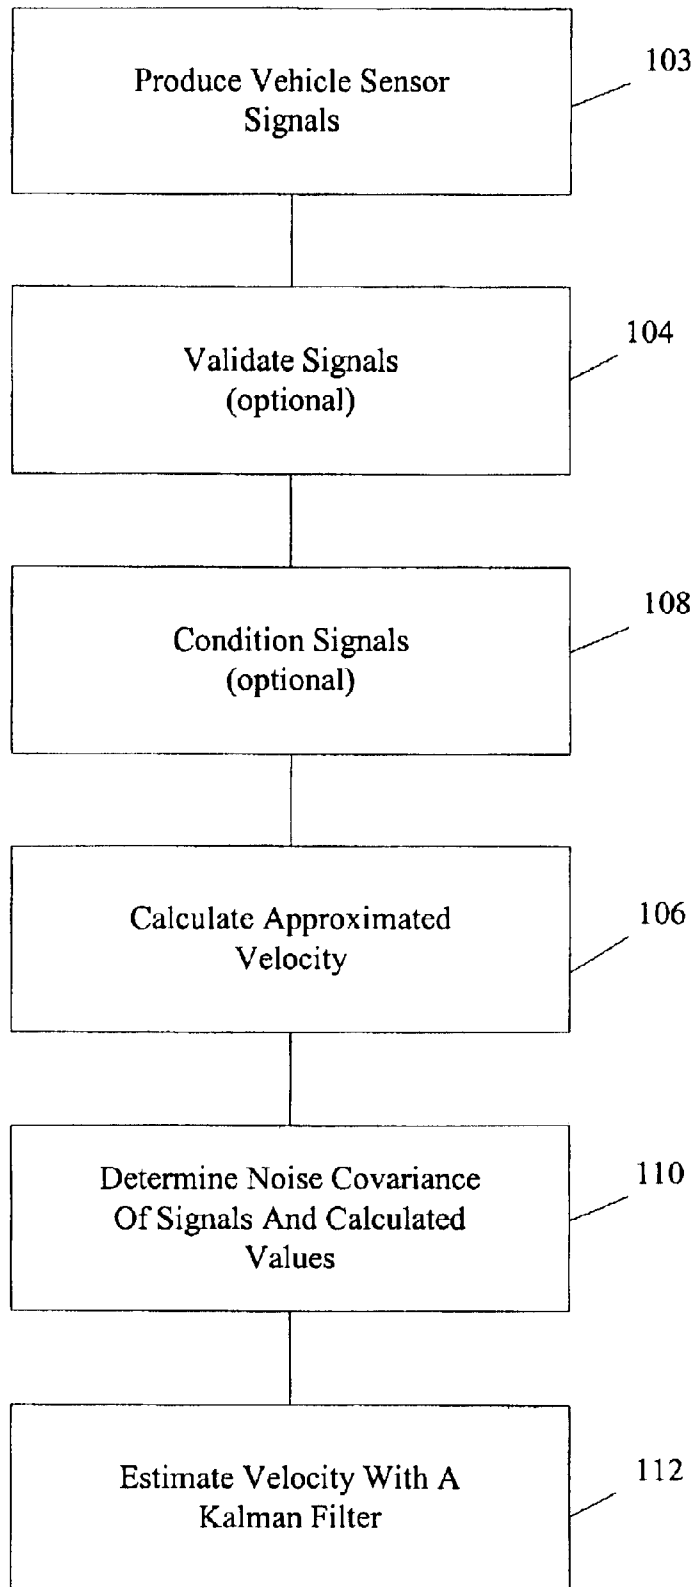 Produce Vehicle Sensor
Signals
103
Validate Signals
(optional)
104
Condition Signals
(optional)
108
Calculate Approximated
Velocity
106
Determine Noise Covariance
Of Signals And Calculated
Values
110
Estimate Velocity With A
Kalman Filter
112